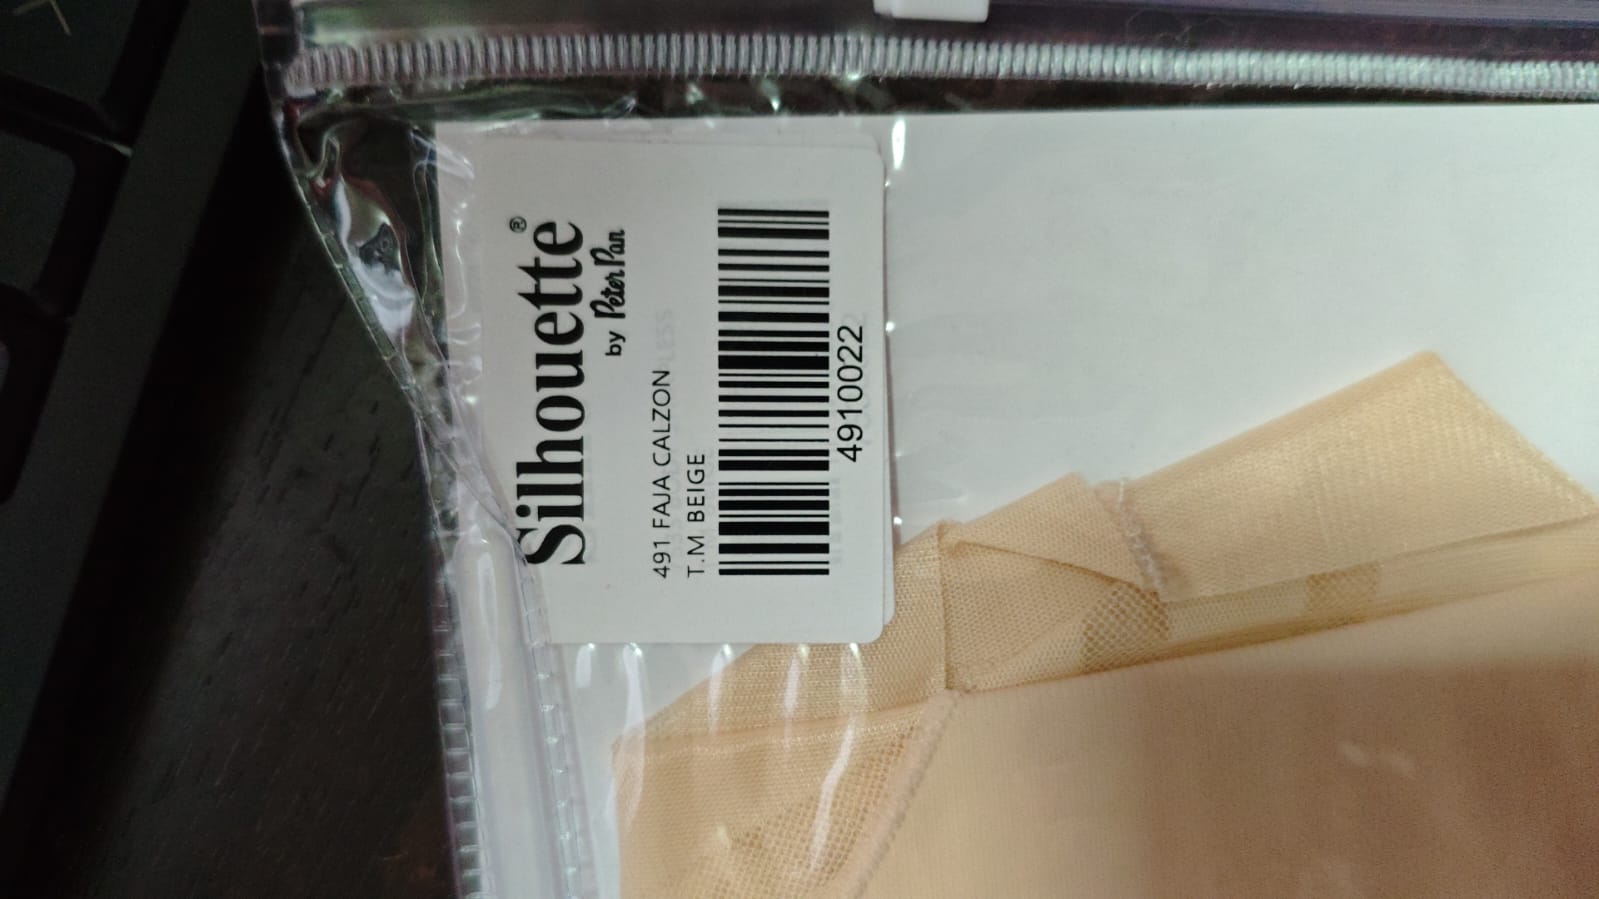 Silhouette®
by Peter Pan
491 FAJA CALZON
T.M BEIGE
4910022